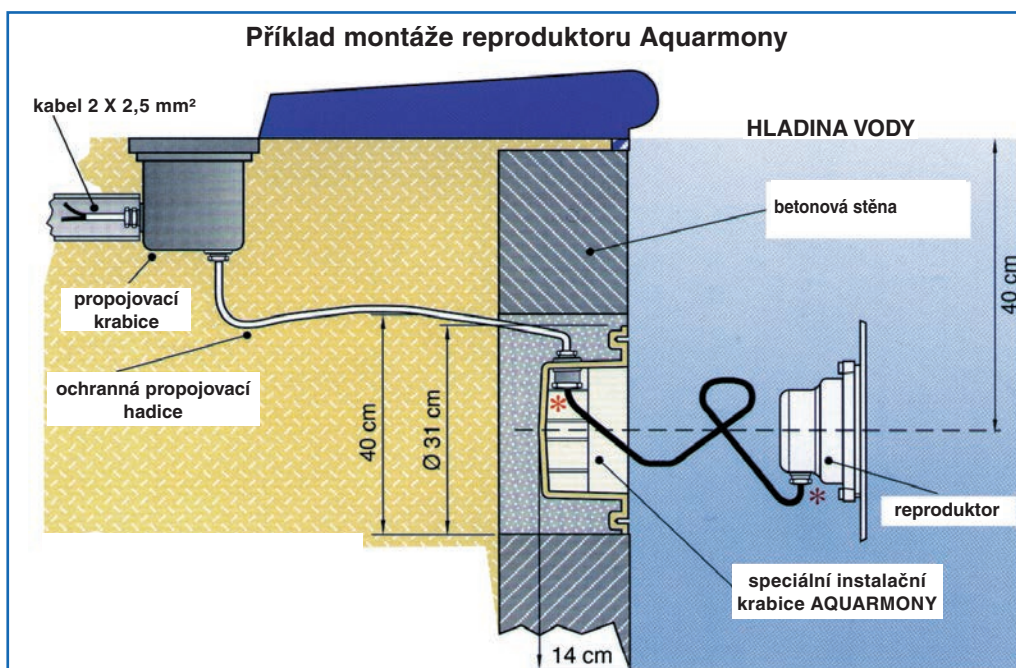 Příklad montáže reproduktoru Aquarmony
kabel 2 X 2,5 mm²
HLADINA VODY
betonová stěna
40 cm
propojovací
krabice
ochranná propojovací
hadice
40 cm
Ø 31 cm
*
*
reproduktor
speciální instalační
krabice AQUARMONY
14 cm